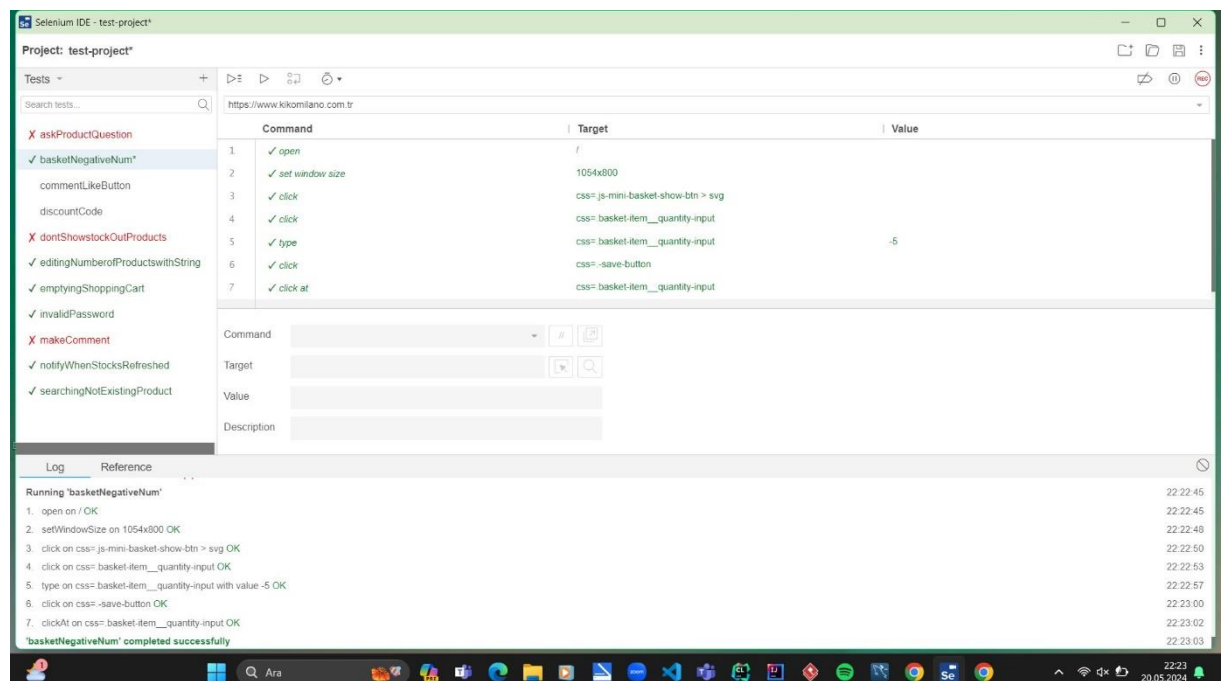 Selenium IDE - test-project*
Project: test-project*
Tests
Search tests...
https://www.kikomilano.com.tr
REC
X askProductQuestion
✓ basketNegativeNum*
commentLikeButton
discountCode
X dontShowstockOutProducts
✓ editingNumberofProductswithString
✓ emptyingShoppingCart
✓ invalidPassword
X makeComment
✓ notifyWhenStocksRefreshed
✓ searchingNotExistingProduct
Command Target Value
1 ✓ open /
2 ✓ set window size 1054x800
3 ✓ click css=.js-mini-basket-show-btn > svg
4 ✓ click css=.basket-item__quantity-input
5 ✓ type css=.basket-item__quantity-input -5
6 ✓ click css=.-save-button
7 ✓ click at css=.basket-item__quantity-input
Command //
Target
Value
Description
Log Reference
Running 'basketNegativeNum' 22:22:45
1. open on / OK 22:22:45
2. setWindowSize on 1054x800 OK 22:22:48
3. click on css=.js-mini-basket-show-btn > svg OK 22:22:50
4. click on css=.basket-item__quantity-input OK 22:22:53
5. type on css=.basket-item__quantity-input with value -5 OK 22:22:57
6. click on css=.-save-button OK 22:23:00
7. clickAt on css=.basket-item__quantity-input OK 22:23:02
'basketNegativeNum' completed successfully 22:23:03
1
Ara
Se
22:23
20.05.2024